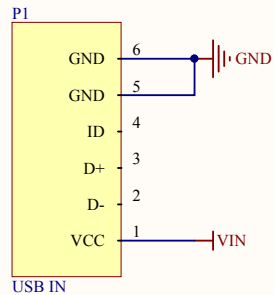 P1
GND 6 GND
GND 5
ID 4
D+ 3
D- 2
VCC 1 VIN
USB IN